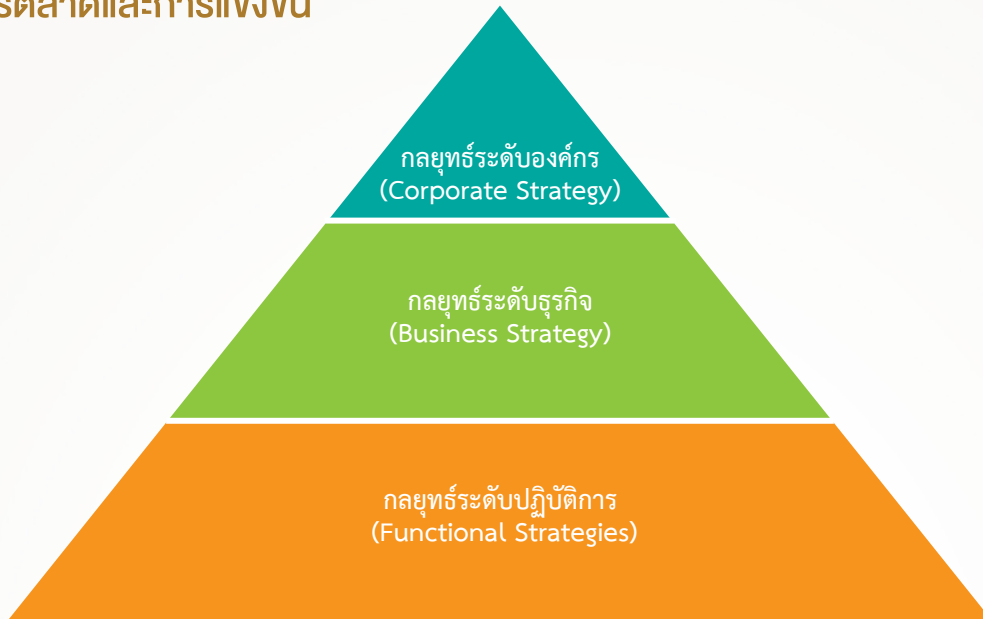 กลยุทธ์ระดับองค์กร
(Corporate Strategy)
กลยุทธ์ระดับธุรกิจ
(Business Strategy)
กลยุทธ์ระดับปฏิบัติการ
(Functional Strategies)